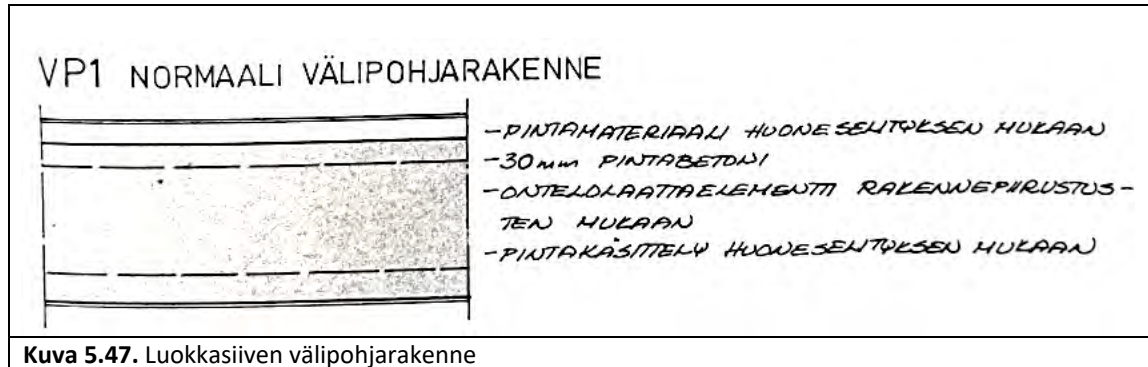 VP1 NORMAALI VÄLIPOHJARAKENNE
-PINTAMATERIAALI HUONESELITYKSEN MUKAAN
-30mm PINTABETONI
-ONTELOLAATTAELEMENTTI RAKENNEPIIRUSTUS-
TEN MUKAAN
-PINTAKÄSITTELY HUONESELITYKSEN MUKAAN
Kuva 5.47. Luokkasiiven välipohjarakenne